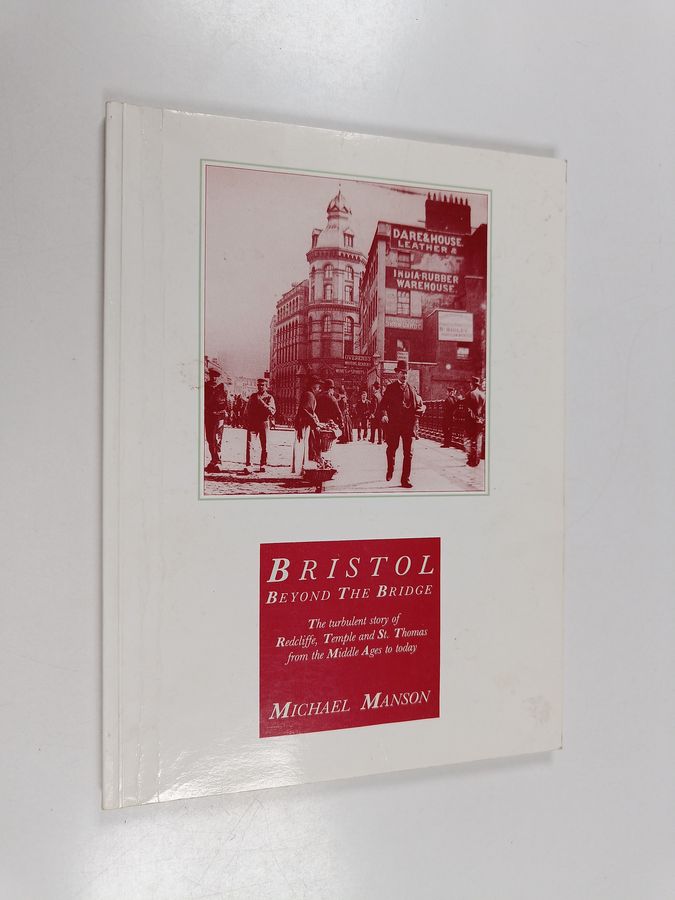 DARE & HOUSE.
LEATHER &
INDIA-RUBBER
WAREHOUSE.
BRISTOL
BEYOND THE BRIDGE
The turbulent story of
Redcliffe, Temple and St. Thomas
from the Middle Ages to today
MICHAEL MANSON